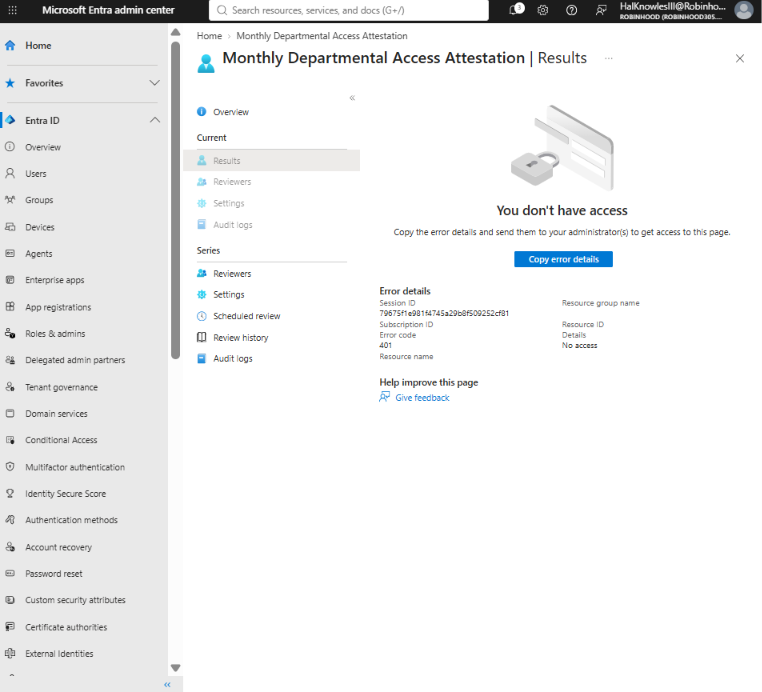 Microsoft Entra admin center
Search resources, services, and docs (G+/)
3
HalKnowlesIII@Robinho...
ROBINHOOD (ROBINHOOD305....
Home
Favorites
Entra ID
Overview
Users
Groups
Devices
Agents
Enterprise apps
App registrations
Roles & admins
Delegated admin partners
Tenant governance
Domain services
Conditional Access
Multifactor authentication
Identity Secure Score
Authentication methods
Account recovery
Password reset
Custom security attributes
Certificate authorities
External Identities
«
Home > Monthly Departmental Access Attestation
Monthly Departmental Access Attestation | Results ...
«
Overview
Current
Results
Reviewers
Settings
Audit logs
Series
Reviewers
Settings
Scheduled review
Review history
Audit logs
You don't have access
Copy the error details and send them to your administrator(s) to get access to this page.
Copy error details
Error details
Session ID
79675f1e981f4745a29b8f509252cf81
Resource group name
Subscription ID
Resource ID
Error code
401
Details
No access
Resource name
Help improve this page
Give feedback